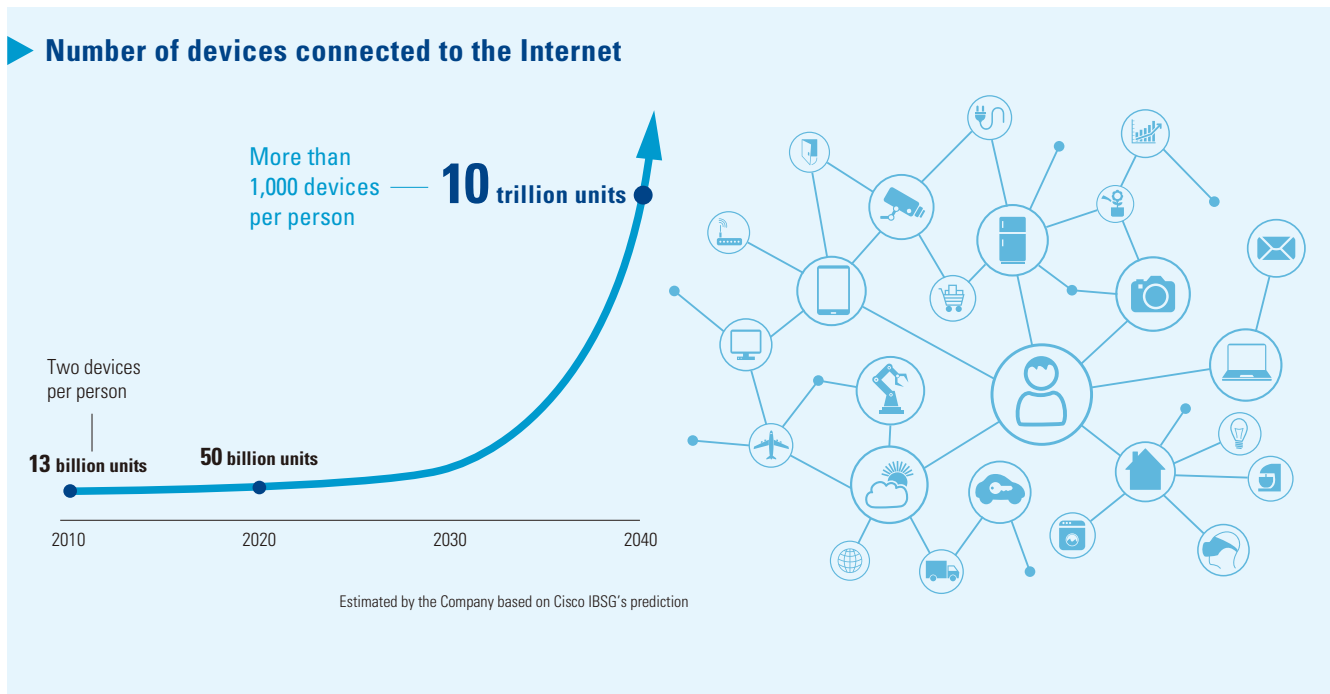 Number of devices connected to the Internet
More than
1,000 devices
per person
10 trillion units
Two devices
per person
13 billion units
50 billion units
2010
2020
2030
2040
Estimated by the Company based on Cisco IBSG's prediction